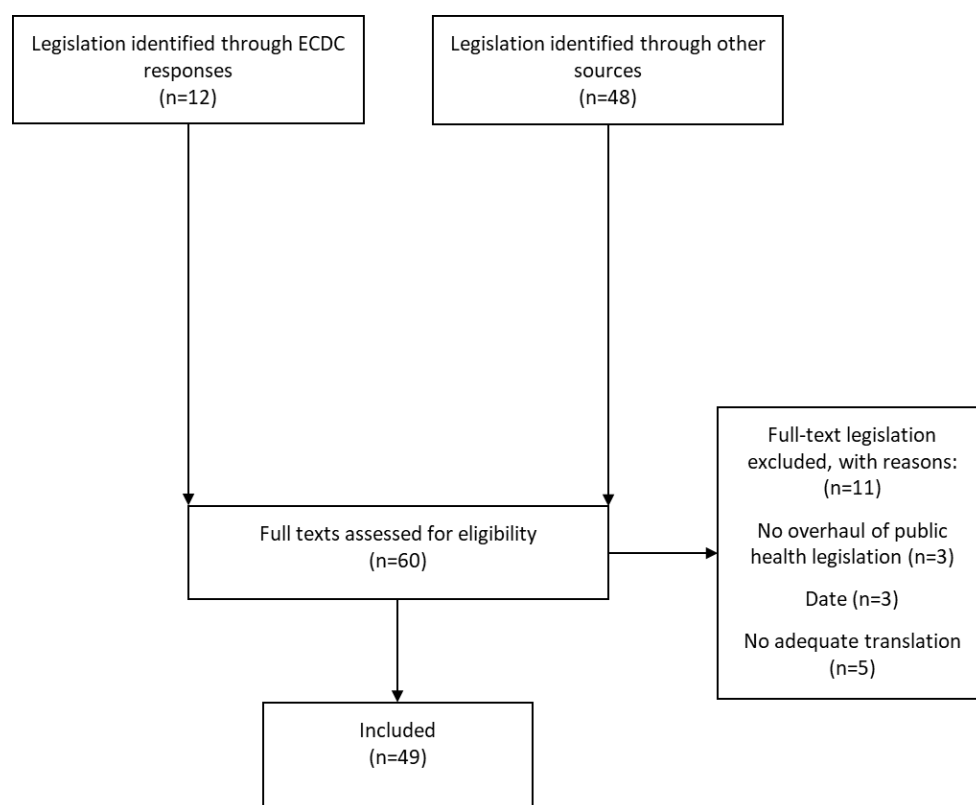 Legislation identified through ECDC
responses
(n=12)
Legislation identified through other
sources
(n=48)
Full texts assessed for eligibility
(n=60)
Full-text legislation
excluded, with reasons:
(n=11)
No overhaul of public
health legislation (n=3)
Date (n=3)
No adequate translation
(n=5)
Included
(n=49)